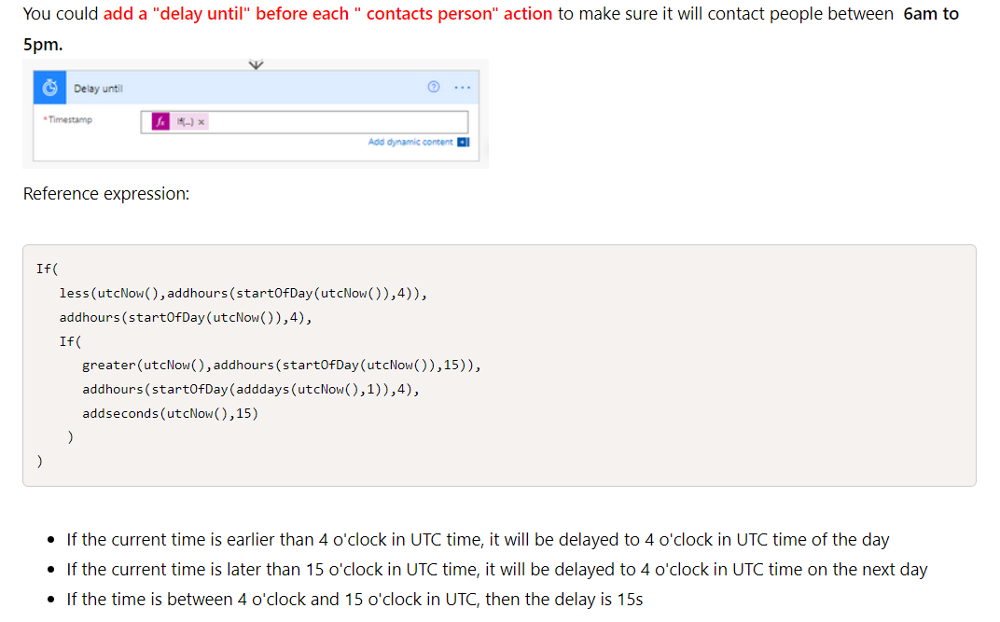 You could add a "delay until" before each " contacts person" action to make sure it will contact people between  6am to
5pm.
Delay until
*Timestamp
fx if(...) x
Add dynamic content
Reference expression:
If(
   less(utcNow(),addhours(startOfDay(utcNow()),4)),
   addhours(startOfDay(utcNow()),4),
   If(
      greater(utcNow(),addhours(startOfDay(utcNow()),15)),
      addhours(startOfDay(adddays(utcNow(),1)),4),
      addseconds(utcNow(),15)
    )
)
• If the current time is earlier than 4 o'clock in UTC time, it will be delayed to 4 o'clock in UTC time of the day
• If the current time is later than 15 o'clock in UTC time, it will be delayed to 4 o'clock in UTC time on the next day
• If the time is between 4 o'clock and 15 o'clock in UTC, then the delay is 15s